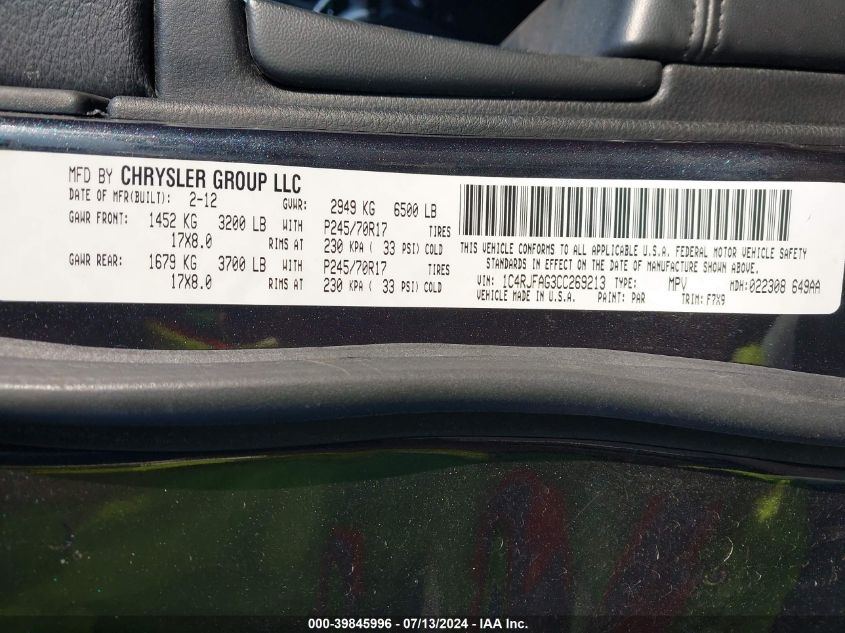 MFD BY CHRYSLER GROUP LLC
DATE OF MFR(BUILT): 2-12 GVWR: 2949 KG 6500 LB
GAWR FRONT: 1452 KG 3200 LB WITH P245/70R17 TIRES
17X8.0 RIMS AT 230 KPA ( 33 PSI) COLD
GAWR REAR: 1679 KG 3700 LB WITH P245/70R17 TIRES
17X8.0 RIMS AT 230 KPA ( 33 PSI) COLD
THIS VEHICLE CONFORMS TO ALL APPLICABLE U.S.A. FEDERAL MOTOR VEHICLE SAFETY
STANDARDS IN EFFECT ON THE DATE OF MANUFACTURE SHOWN ABOVE.
VIN: 1C4RJFAG3CC269213 TYPE: MPV MDH:022308 649AA
VEHICLE MADE IN U.S.A. PAINT: PAR TRIM: F7X9
000-39845996 - 07/13/2024 - IAAI.com.